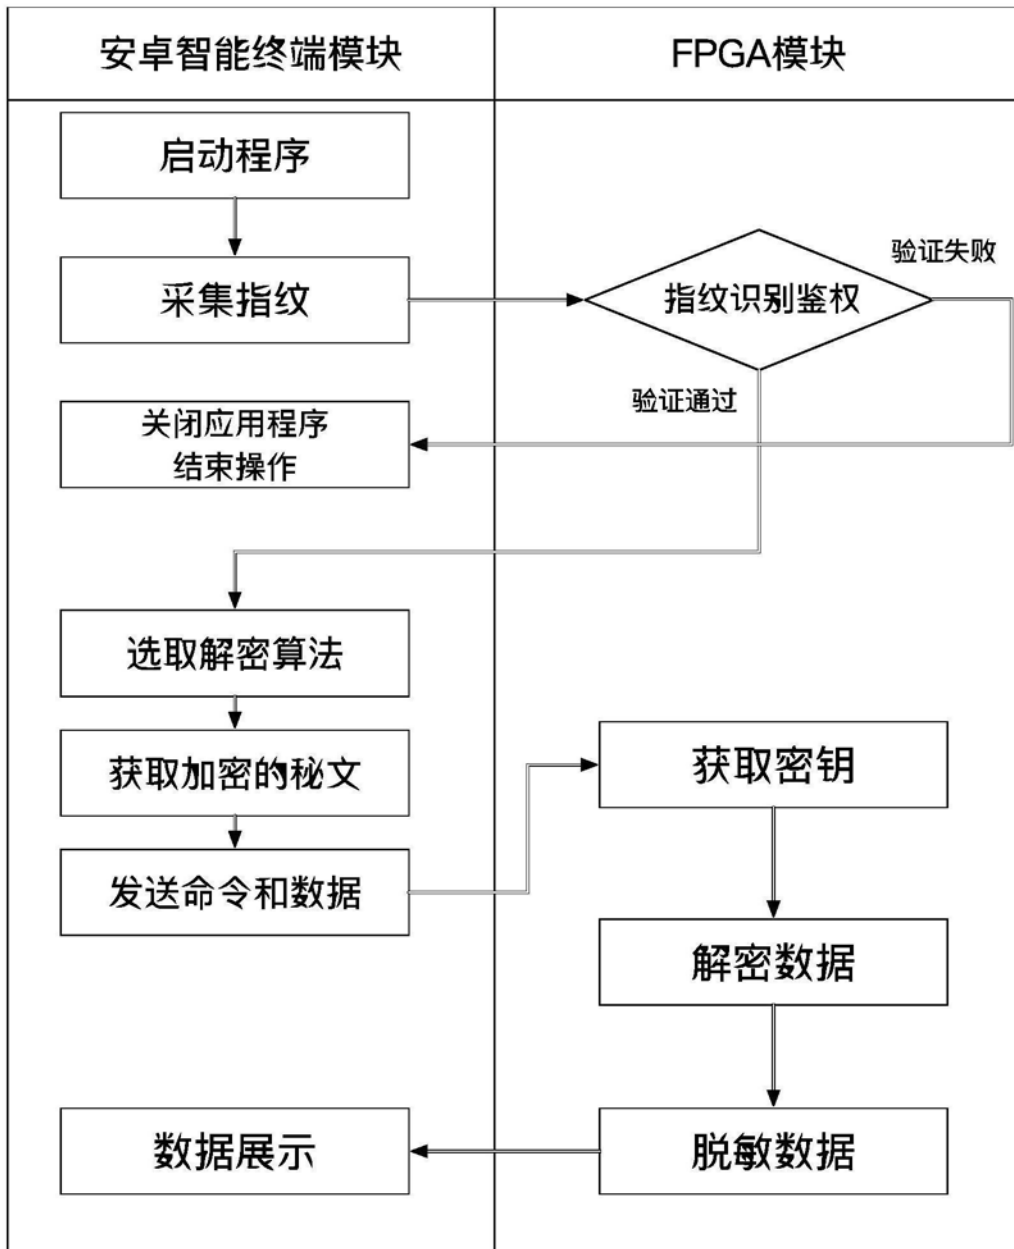 安卓智能终端模块
FPGA模块
启动程序
采集指纹
指纹识别鉴权
验证失败
验证通过
关闭应用程序
结束操作
选取解密算法
获取加密的秘文
发送命令和数据
获取密钥
解密数据
脱敏数据
数据展示